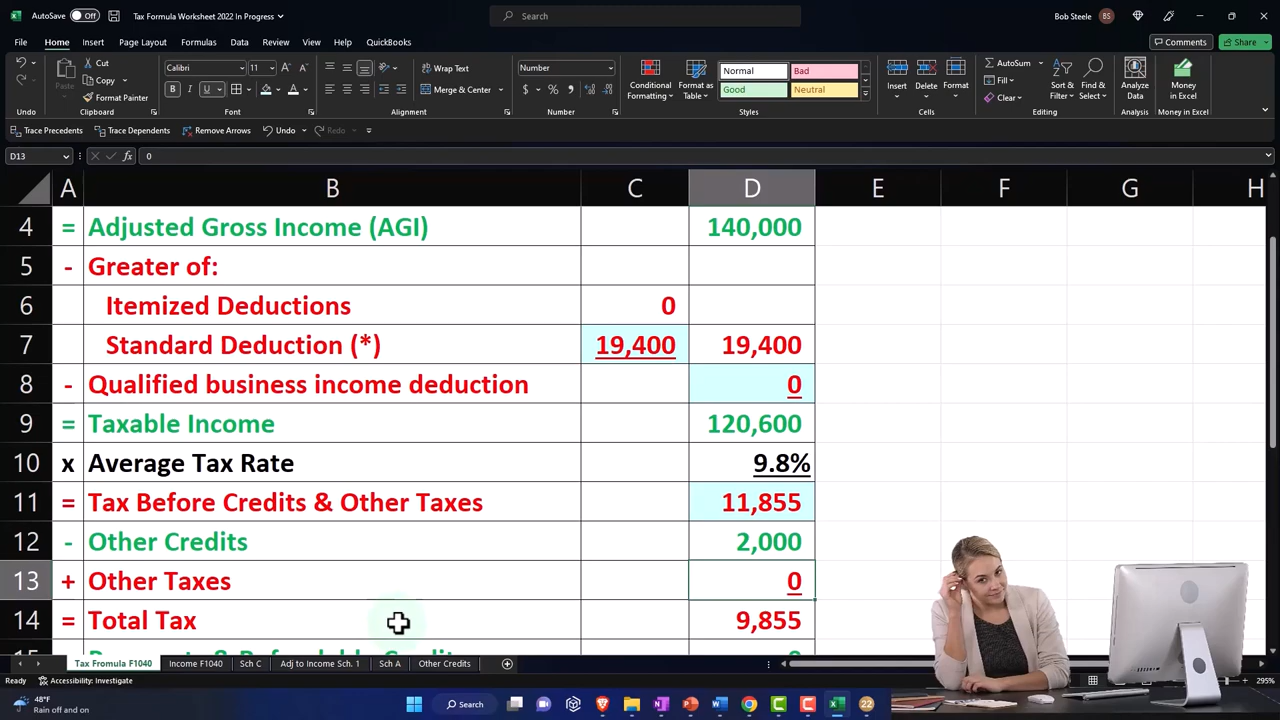 AutoSave Off Tax Formula Worksheet 2022 In Progress Search Bob Steele BS
File Home Insert Page Layout Formulas Data Review View Help QuickBooks Comments Share
Cut
Copy
Format Painter
Paste
Undo
Clipboard
Calibri 11
B I U
Font
Wrap Text
Merge & Center
Alignment
Number
$ % ,
Number
Conditional Formatting
Format as Table
Normal Bad
Good Neutral
Styles
Insert Delete Format
Cells
AutoSum
Fill
Clear
Sort & Filter
Find & Select
Editing
Analyze Data
Analysis
Money in Excel
Money in Excel
Trace Precedents Trace Dependents Remove Arrows Undo Redo
D13 fx 0
A B C D E F G H
4 = Adjusted Gross Income (AGI) 140,000
5 - Greater of:
6 Itemized Deductions 0
7 Standard Deduction (*) 19,400 19,400
8 - Qualified business income deduction 0
9 = Taxable Income 120,600
10 x Average Tax Rate 9.8%
11 = Tax Before Credits & Other Taxes 11,855
12 - Other Credits 2,000
13 + Other Taxes 0
14 = Total Tax 9,855
Tax Fromula F1040 Income F1040 Sch C Adj to Income Sch. 1 Sch A Other Credits
Ready Accessibility: Investigate 295%
48°F
Rain off and on
Search
22